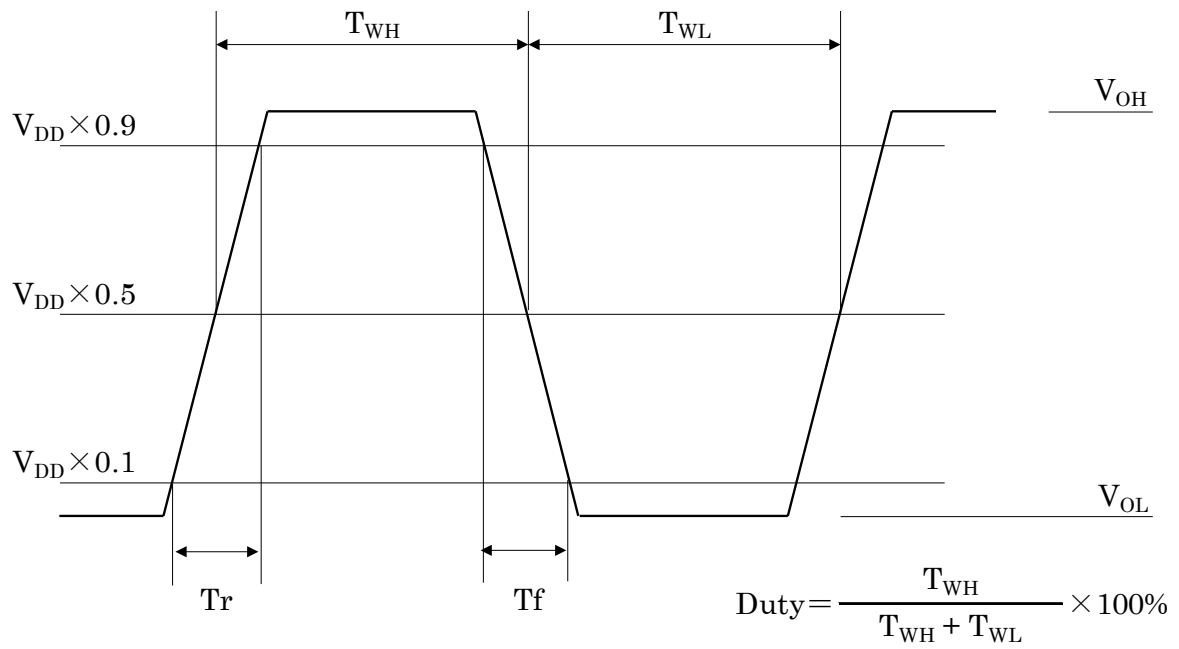 T_WH
T_WL
V_OH
V_DD×0.9
V_DD×0.5
V_DD×0.1
V_OL
Tr
Tf
Duty＝ T_WH / T_WH + T_WL ×100%